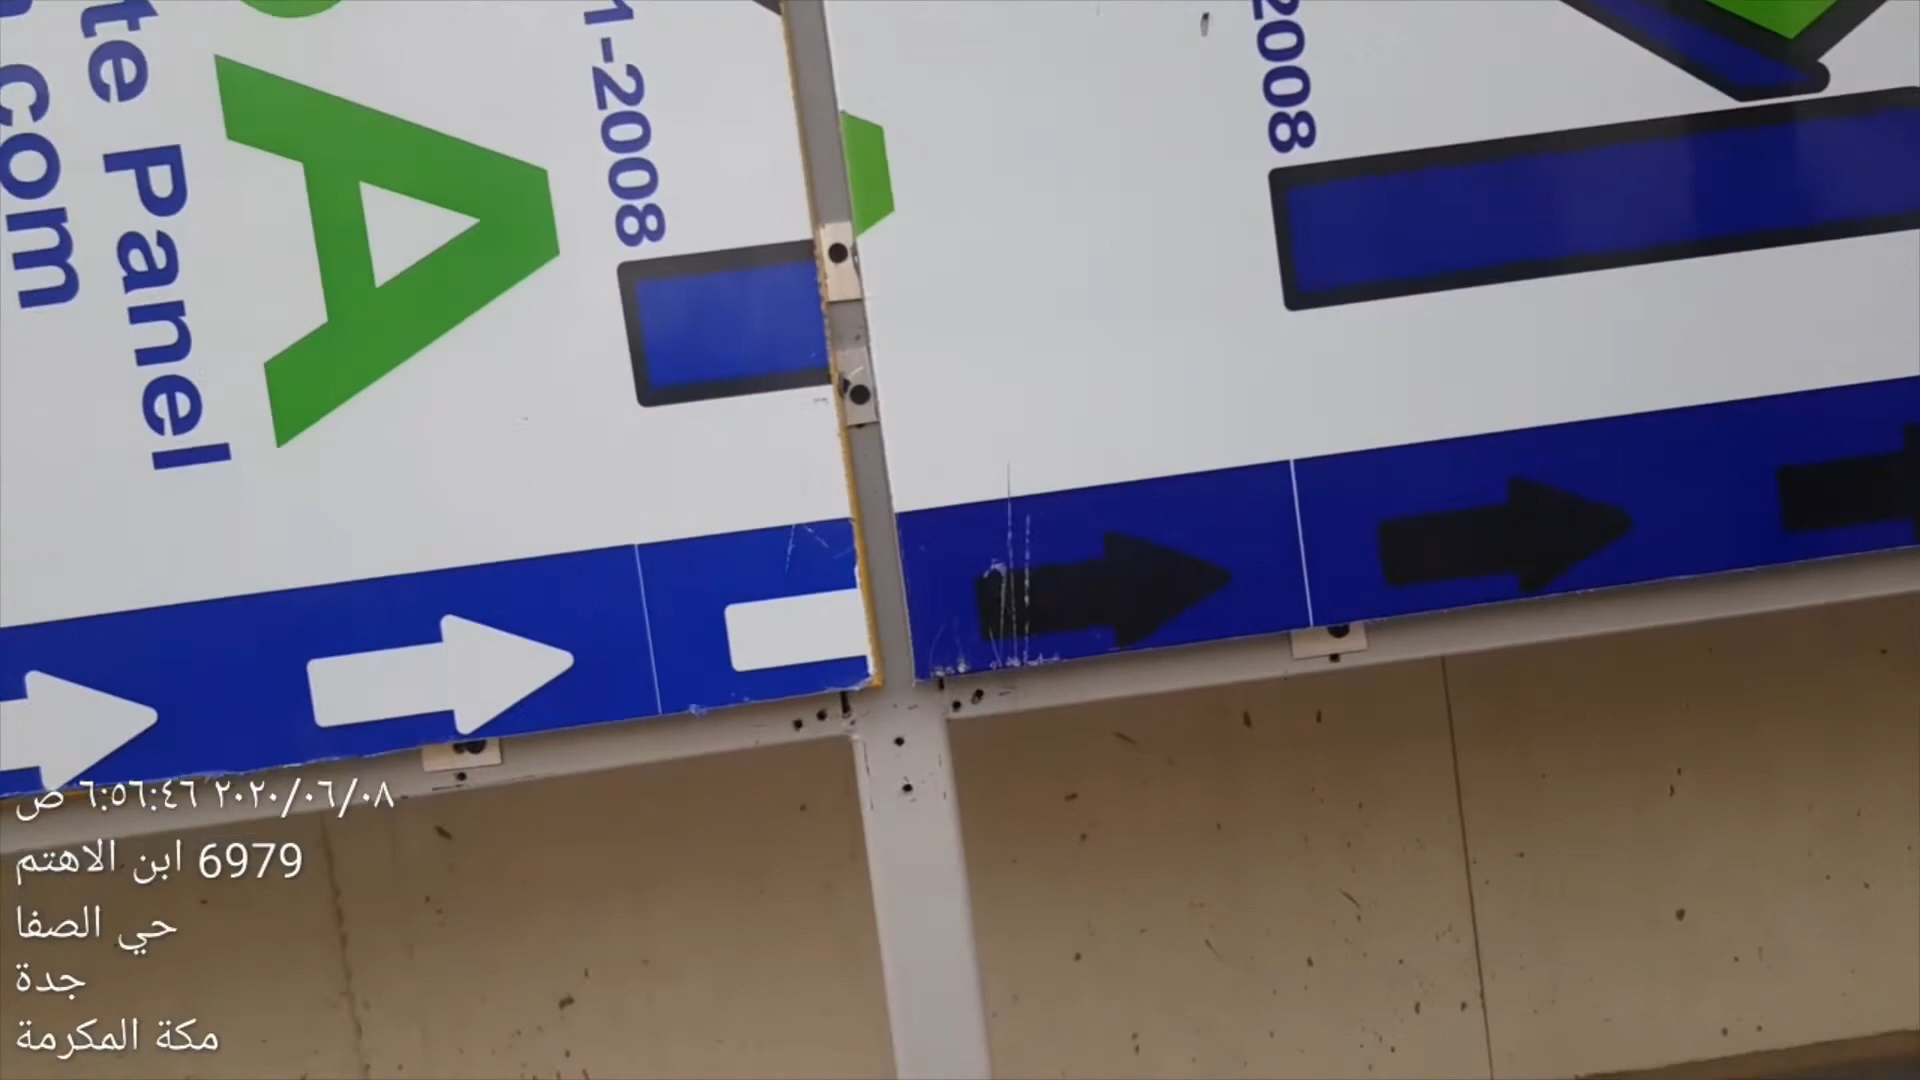 com
te Panel
A
1-2008
2008
٢٠٢٠/٠٦/٠٨ ٦:٥٦:٤٦ ص
6979 ابن الاهتم
حي الصفا
جدة
مكة المكرمة